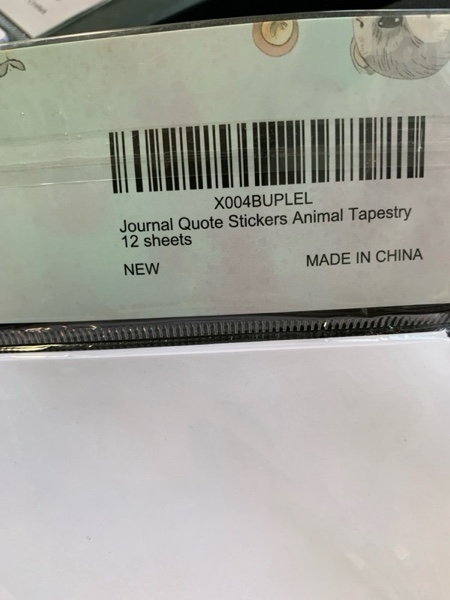 X004BUPLEL
Journal Quote Stickers Animal Tapestry
12 sheets
NEW
MADE IN CHINA